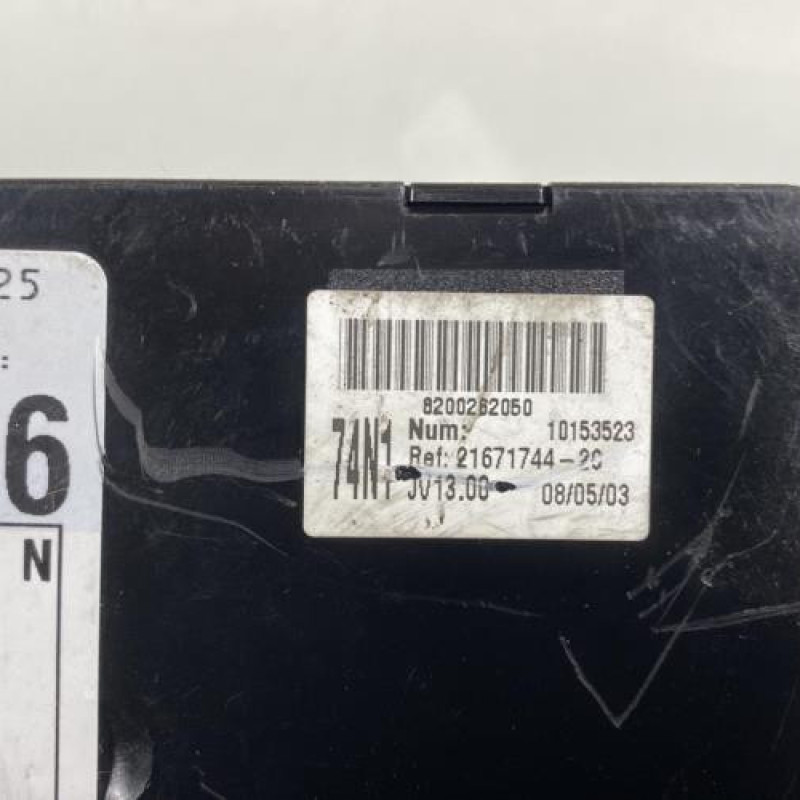 25
=
6
N
8200262050
74N1
Num: 10153523
Ref: 21671744-2C
JV13.00 08/05/03